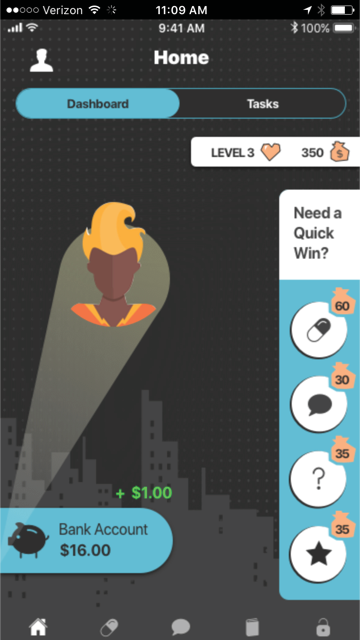 Verizon 11:09 AM
9:41 AM 100%
Home
Dashboard Tasks
LEVEL 3 350 $
Need a
Quick
Win?
60
30
35
?
35
+ $1.00
Bank Account
$16.00